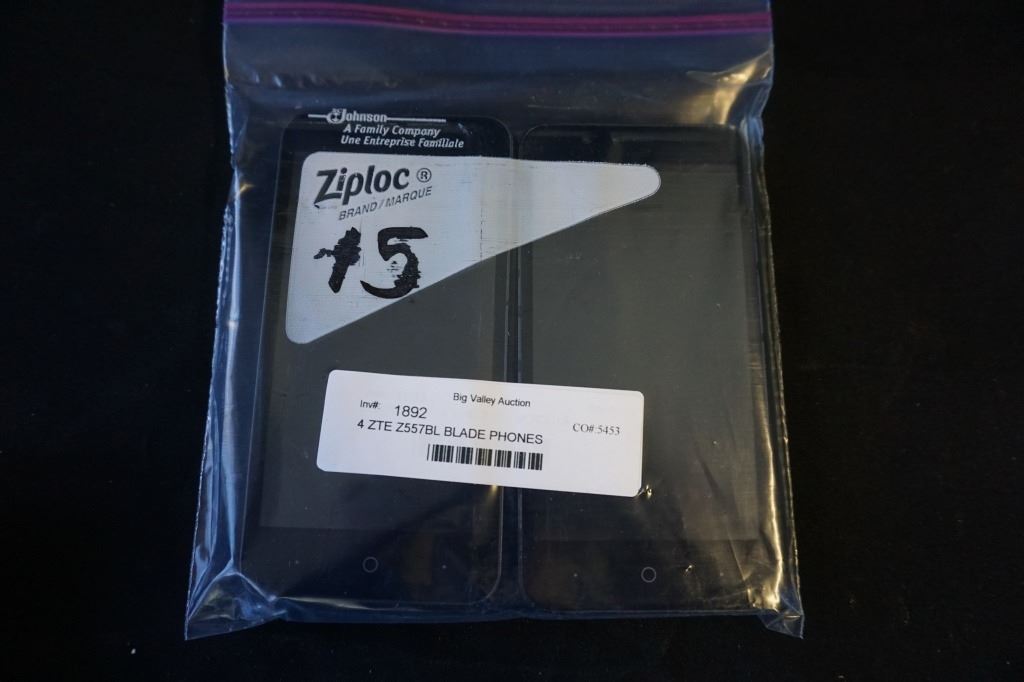 SC Johnson
A Family Company
Une Entreprise Familiale
Ziploc ®
BRAND/MARQUE
+5
Big Valley Auction
Inv#: 1892
CO#:5453
4 ZTE Z557BL BLADE PHONES